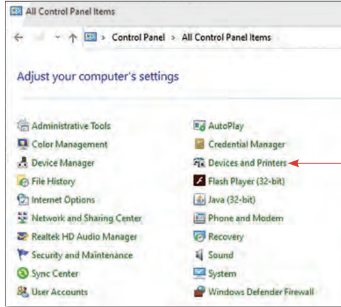 All Control Panel Items
Control Panel > All Control Panel Items
Adjust your computer's settings
Administrative Tools
AutoPlay
Color Management
Credential Manager
Device Manager
Devices and Printers
File History
Flash Player (32-bit)
Internet Options
Java (32-bit)
Network and Sharing Center
Phone and Modem
Realtek HD Audio Manager
Recovery
Security and Maintenance
Sound
Sync Center
System
User Accounts
Windows Defender Firewall